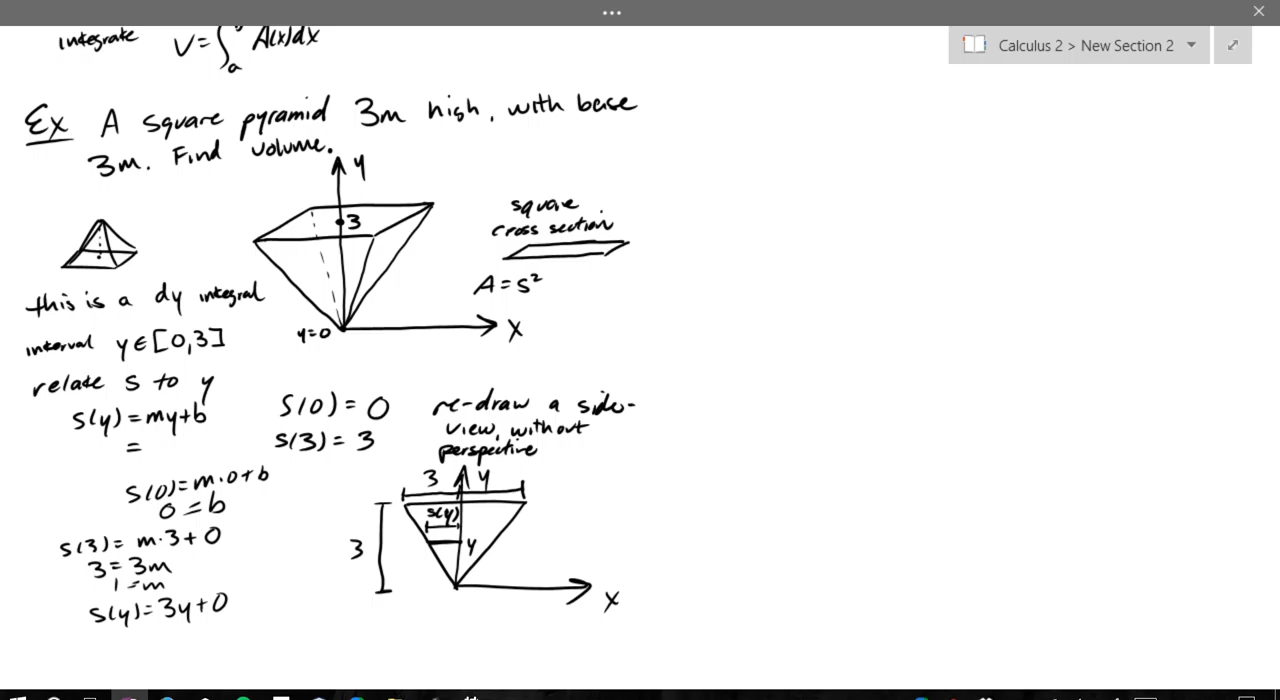 integrate V=∫ₐ A(x)dx
Calculus 2 > New Section 2
Ex A square pyramid 3m high, with base
3m. Find volume.
y
3
square
cross section
A=s²
y=0
x
this is a dy integral
interval y∈[0,3]
relate s to y
s(y)=my+b
=
s(0)=0
s(3)=3
re-draw a side-
view, without
perspective
s(0)=m·0+b
0=b
s(3)=m·3+0
3=3m
1=m
s(y)=3y+0
3
y
s(y)
y
3
x